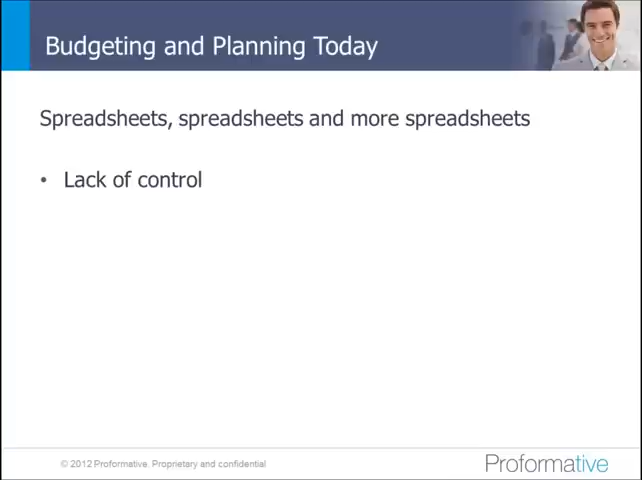 Budgeting and Planning Today
Spreadsheets, spreadsheets and more spreadsheets
• Lack of control
© 2012 Proformative. Proprietary and confidential
Proformative